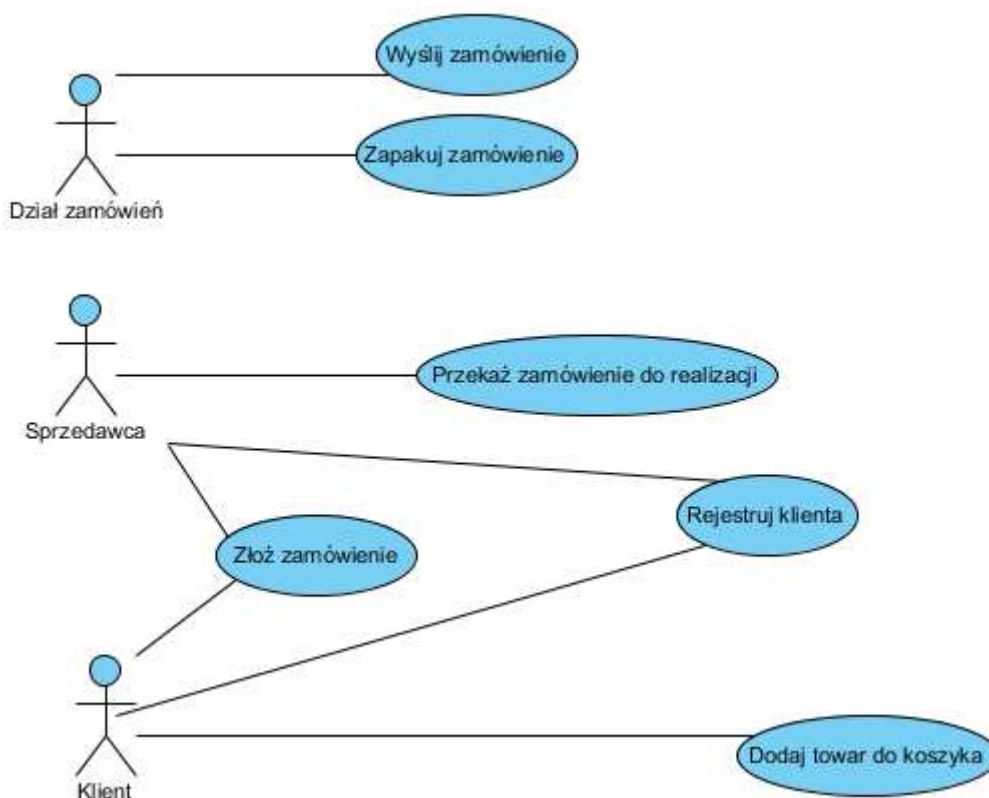 Wyślij zamówienie
Zapakuj zamówienie
Dział zamówień
Przekaż zamówienie do realizacji
Sprzedawca
Rejestruj klienta
Złoż zamówienie
Dodaj towar do koszyka
Klient